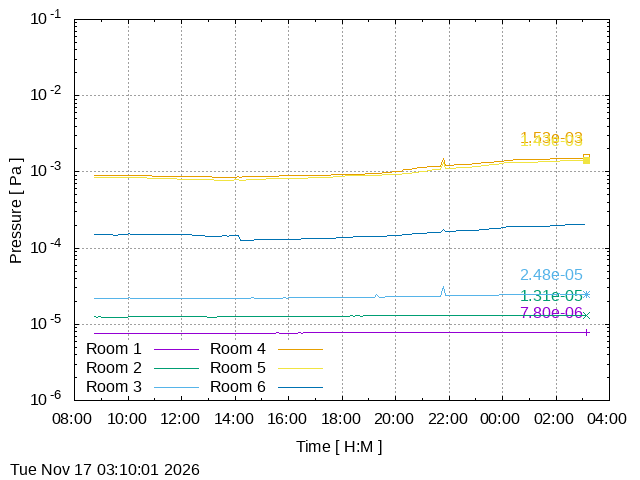 10^-1
10^-2
10^-3
10^-4
10^-5
10^-6
Pressure [ Pa ]
1.53e-03
2.48e-05
1.31e-05
7.80e-06
Room 1 Room 4
Room 2 Room 5
Room 3 Room 6
08:00 10:00 12:00 14:00 16:00 18:00 20:00 22:00 00:00 02:00 04:00
Time [ H:M ]
Tue Nov 17 03:10:01 2026